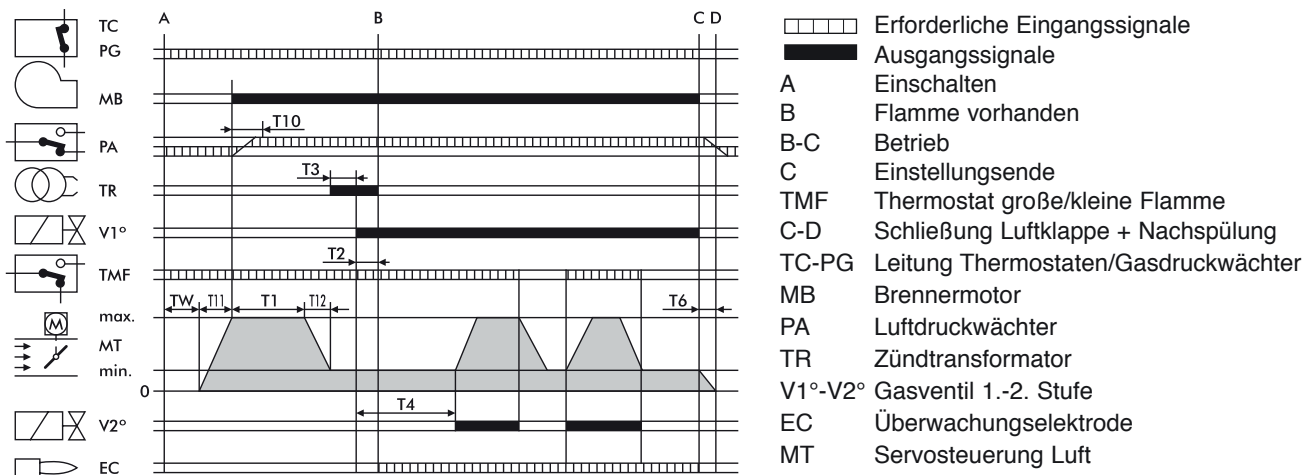 A B C D
TC
PG
MB
T10
PA
T3
TR
V1°
T2
TMF
TW T11 T1 T12 T6
max.
M
MT
min.
0
T4
V2°
EC
Erforderliche Eingangssignale
Ausgangssignale
A Einschalten
B Flamme vorhanden
B-C Betrieb
C Einstellungsende
TMF Thermostat große/kleine Flamme
C-D Schließung Luftklappe + Nachspülung
TC-PG Leitung Thermostaten/Gasdruckwächter
MB Brennermotor
PA Luftdruckwächter
TR Zündtransformator
V1°-V2° Gasventil 1.-2. Stufe
EC Überwachungselektrode
MT Servosteuerung Luft